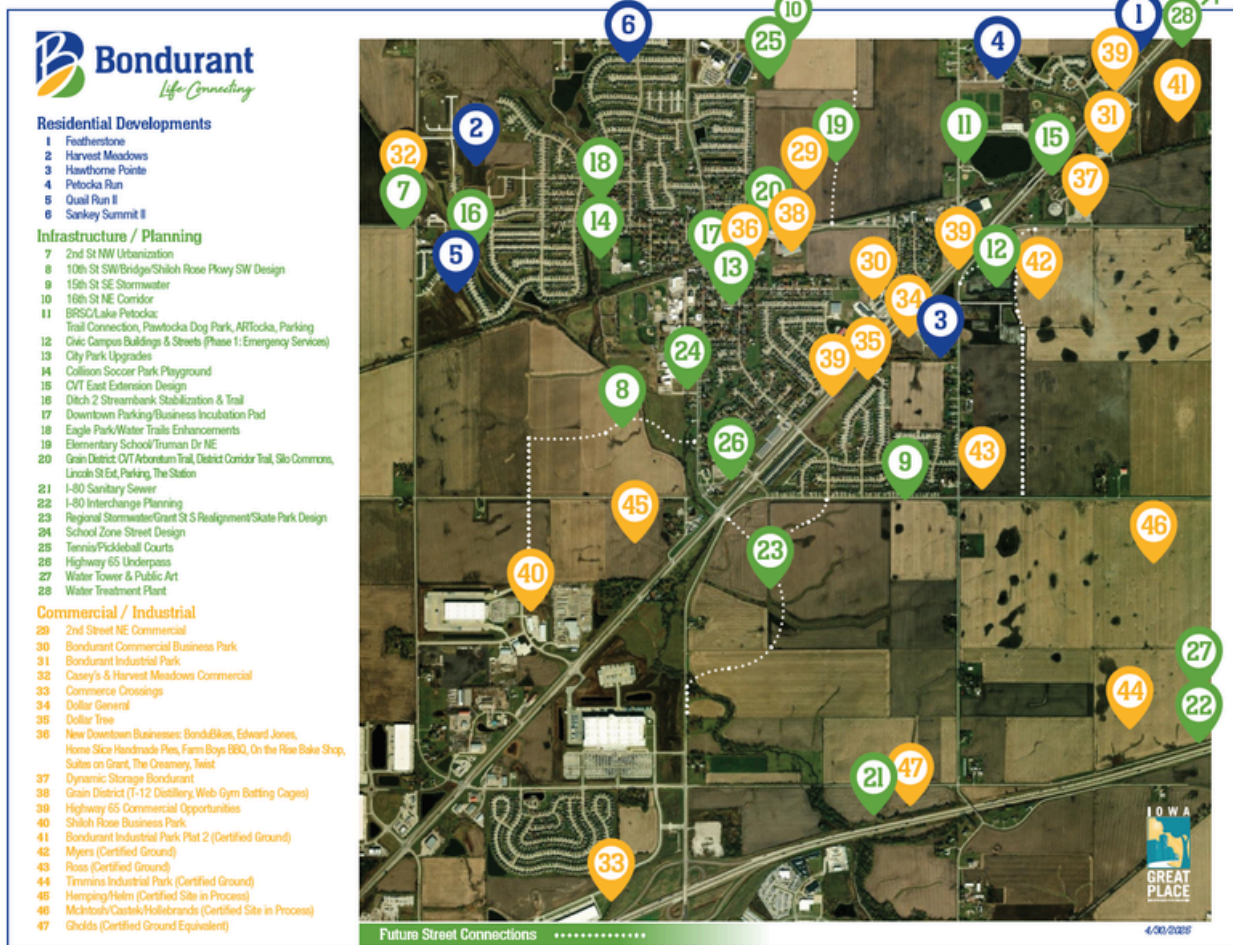 Bondurant
Life Connecting
Residential Developments
1 Featherstone
2 Harvest Meadows
3 Hawthorne Pointe
4 Petocka Run
5 Quail Run II
6 Sankey Summit II
Infrastructure / Planning
7 2nd St NW Urbanization
8 10th St SW/Bridge/Shiloh Rose Pkwy SW Design
9 15th St SE Stormwater
10 16th St NE Corridor
11 BRSC/Lake Petocka:
Trail Connection, Pawtocka Dog Park, ARTocka, Parking
12 Civic Campus Buildings & Streets (Phase 1: Emergency Services)
13 City Park Upgrades
14 Collison Soccer Park Playground
15 CVT East Extension Design
16 Ditch 2 Streambank Stabilization & Trail
17 Downtown Parking/Business Incubation Pad
18 Eagle Park/Water Trails Enhancements
19 Elementary School/Truman Dr NE
20 Grain District: CVT Arboretum Trail, District Corridor Trail, Silo Commons,
Lincoln St Ext, Parking, The Station
21 I-80 Sanitary Sewer
22 I-80 Interchange Planning
23 Regional Stormwater/Grant St S Realignment/Skate Park Design
24 School Zone Street Design
25 Tennis/Pickleball Courts
26 Highway 65 Underpass
27 Water Tower & Public Art
28 Water Treatment Plant
Commercial / Industrial
29 2nd Street NE Commercial
30 Bondurant Commercial Business Park
31 Bondurant Industrial Park
32 Casey's & Harvest Meadows Commercial
33 Commerce Crossings
34 Dollar General
35 Dollar Tree
36 New Downtown Businesses: BonduBikes, Edward Jones,
Home Slice Handmade Pies, Farm Boys BBQ, On the Rise Bake Shop,
Suites on Grant, The Creamery, Twist
37 Dynamic Storage Bondurant
38 Grain District (T-12 Distillery, Web Gym Batting Cages)
39 Highway 65 Commercial Opportunities
40 Shiloh Rose Business Park
41 Bondurant Industrial Park Plat 2 (Certified Ground)
42 Myers (Certified Ground)
43 Ross (Certified Ground)
44 Timmins Industrial Park (Certified Ground)
45 Hemping/Helm (Certified Site in Process)
46 McIntosh/Castek/Hollebrands (Certified Site in Process)
47 Gholds (Certified Ground Equivalent)
10
6
1
28
25
4
39
41
2
31
19
11
15
32
18
29
37
7
20
16
14
38
17
36
39
5
12
13
30
42
34
3
24
35
39
8
26
43
9
45
46
23
40
27
44
22
21
47
33
IOWA
GREAT
PLACE
Future Street Connections
4/30/2025